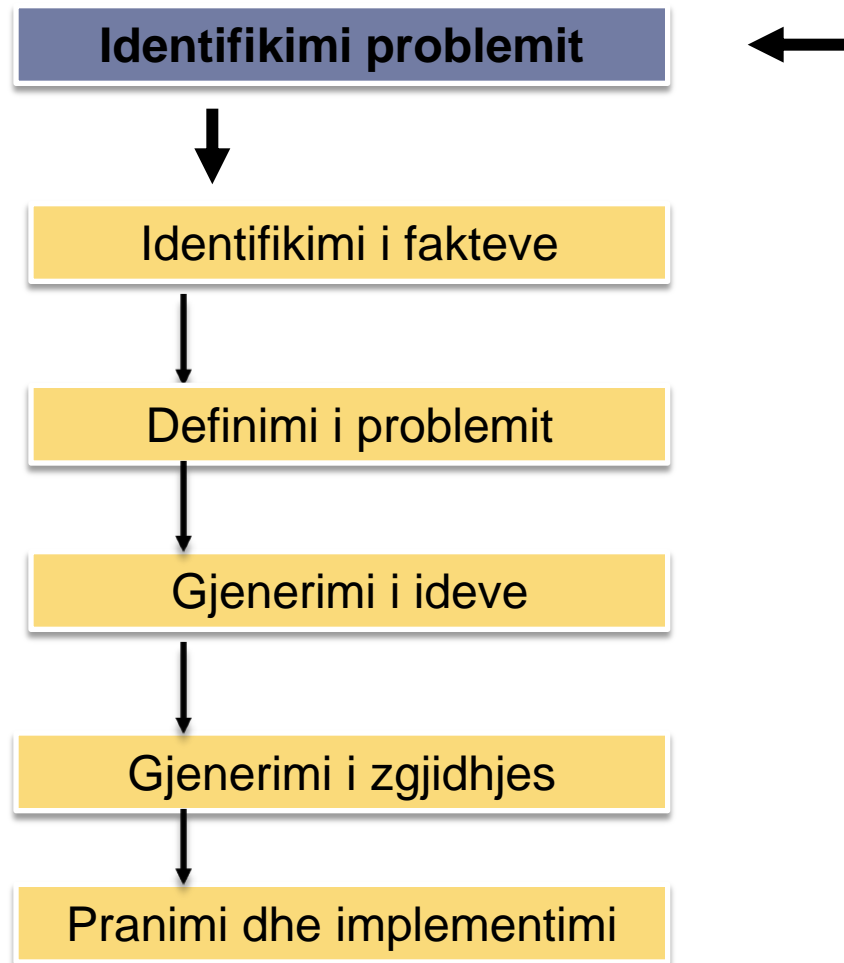 Identifikimi problemit
Identifikimi i fakteve
Definimi i problemit
Gjenerimi i ideve
Gjenerimi i zgjidhjes
Pranimi dhe implementimi